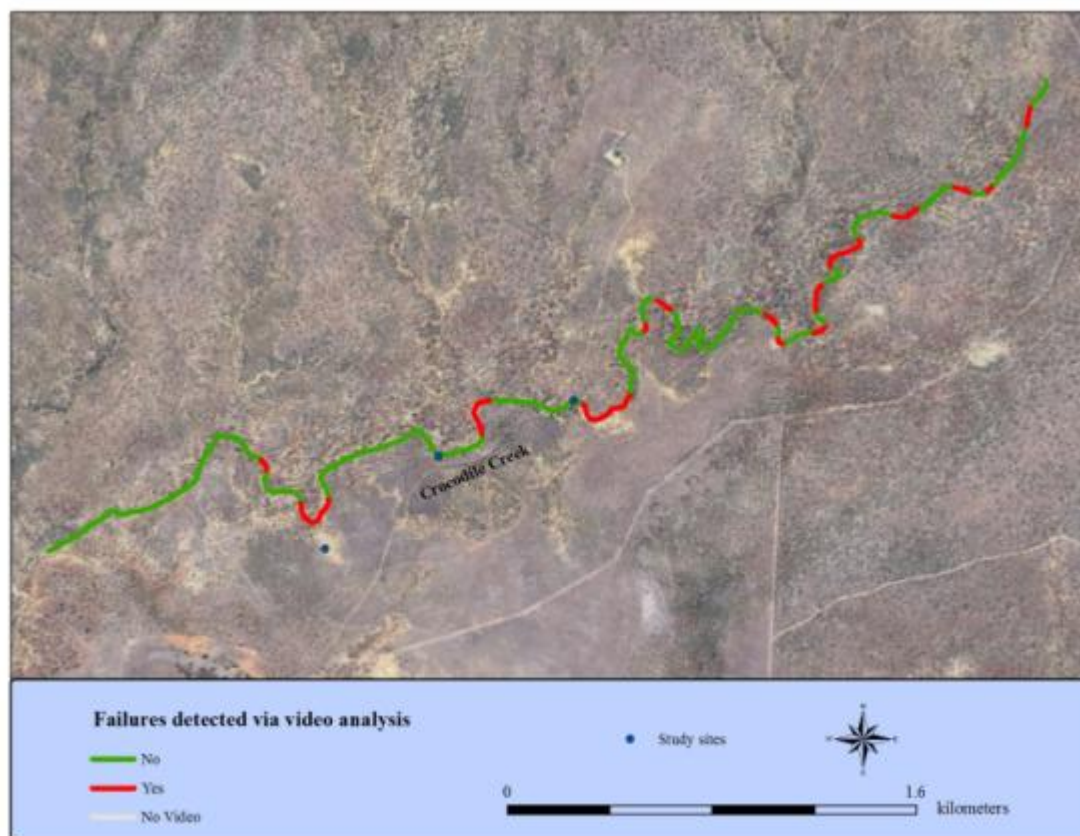 Crocodile Creek
Failures detected via video analysis
No
Yes
No Video
Study sites
N
0
1.6
kilometers